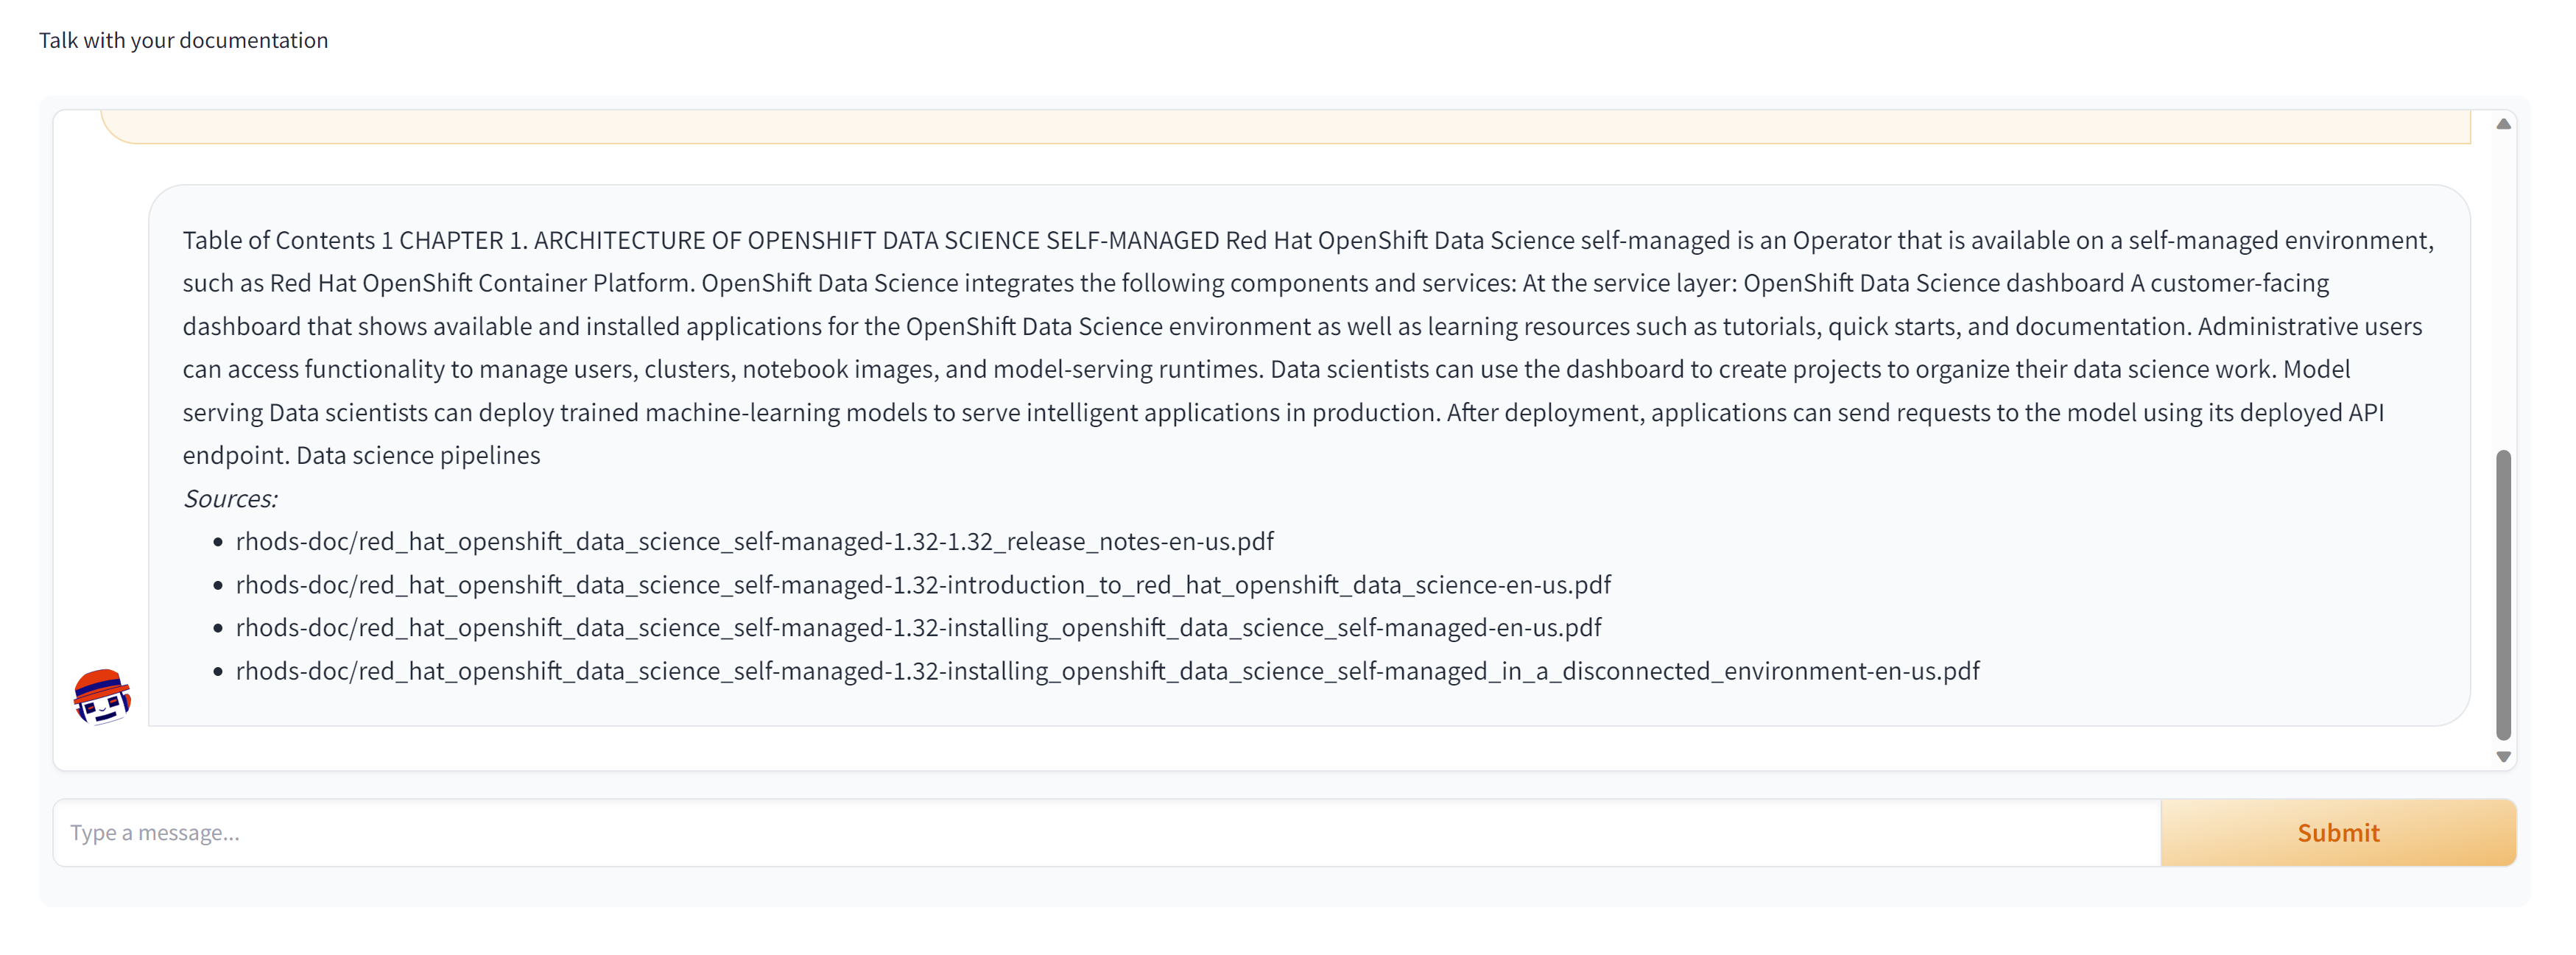 Talk with your documentation
Table of Contents 1 CHAPTER 1. ARCHITECTURE OF OPENSHIFT DATA SCIENCE SELF-MANAGED Red Hat OpenShift Data Science self-managed is an Operator that is available on a self-managed environment,
such as Red Hat OpenShift Container Platform. OpenShift Data Science integrates the following components and services: At the service layer: OpenShift Data Science dashboard A customer-facing
dashboard that shows available and installed applications for the OpenShift Data Science environment as well as learning resources such as tutorials, quick starts, and documentation. Administrative users
can access functionality to manage users, clusters, notebook images, and model-serving runtimes. Data scientists can use the dashboard to create projects to organize their data science work. Model
serving Data scientists can deploy trained machine-learning models to serve intelligent applications in production. After deployment, applications can send requests to the model using its deployed API
endpoint. Data science pipelines
Sources:
• rhods-doc/red_hat_openshift_data_science_self-managed-1.32-1.32_release_notes-en-us.pdf
• rhods-doc/red_hat_openshift_data_science_self-managed-1.32-introduction_to_red_hat_openshift_data_science-en-us.pdf
• rhods-doc/red_hat_openshift_data_science_self-managed-1.32-installing_openshift_data_science_self-managed-en-us.pdf
• rhods-doc/red_hat_openshift_data_science_self-managed-1.32-installing_openshift_data_science_self-managed_in_a_disconnected_environment-en-us.pdf
Type a message...
Submit